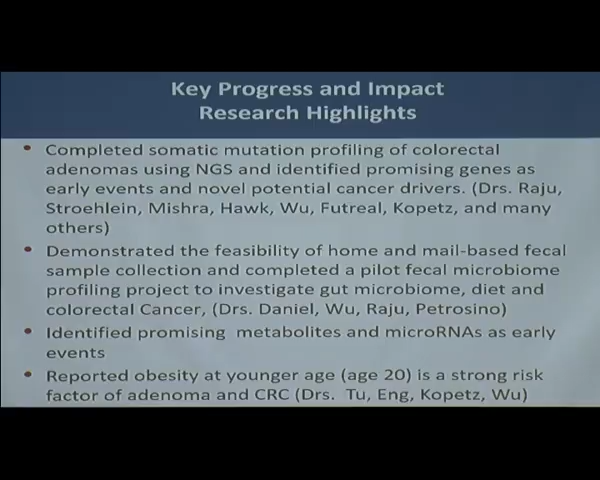 Key Progress and Impact
Research Highlights
• Completed somatic mutation profiling of colorectal
adenomas using NGS and identified promising genes as
early events and novel potential cancer drivers. (Drs. Raju,
Stroehlein, Mishra, Hawk, Wu, Futreal, Kopetz, and many
others)
• Demonstrated the feasibility of home and mail-based fecal
sample collection and completed a pilot fecal microbiome
profiling project to investigate gut microbiome, diet and
colorectal Cancer, (Drs. Daniel, Wu, Raju, Petrosino)
• Identified promising metabolites and microRNAs as early
events
• Reported obesity at younger age (age 20) is a strong risk
factor of adenoma and CRC (Drs. Tu, Eng, Kopetz, Wu)